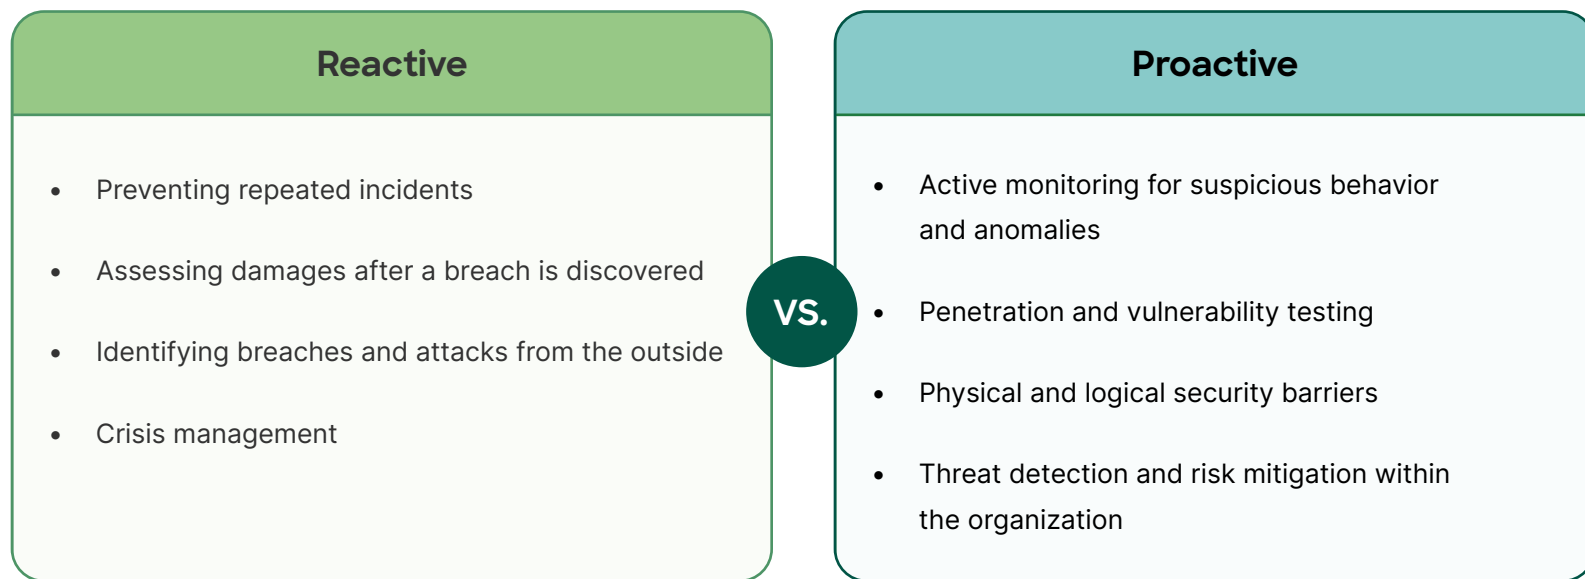 Reactive
• Preventing repeated incidents
• Assessing damages after a breach is discovered
• Identifying breaches and attacks from the outside
• Crisis management
VS.
Proactive
• Active monitoring for suspicious behavior
and anomalies
• Penetration and vulnerability testing
• Physical and logical security barriers
• Threat detection and risk mitigation within
the organization